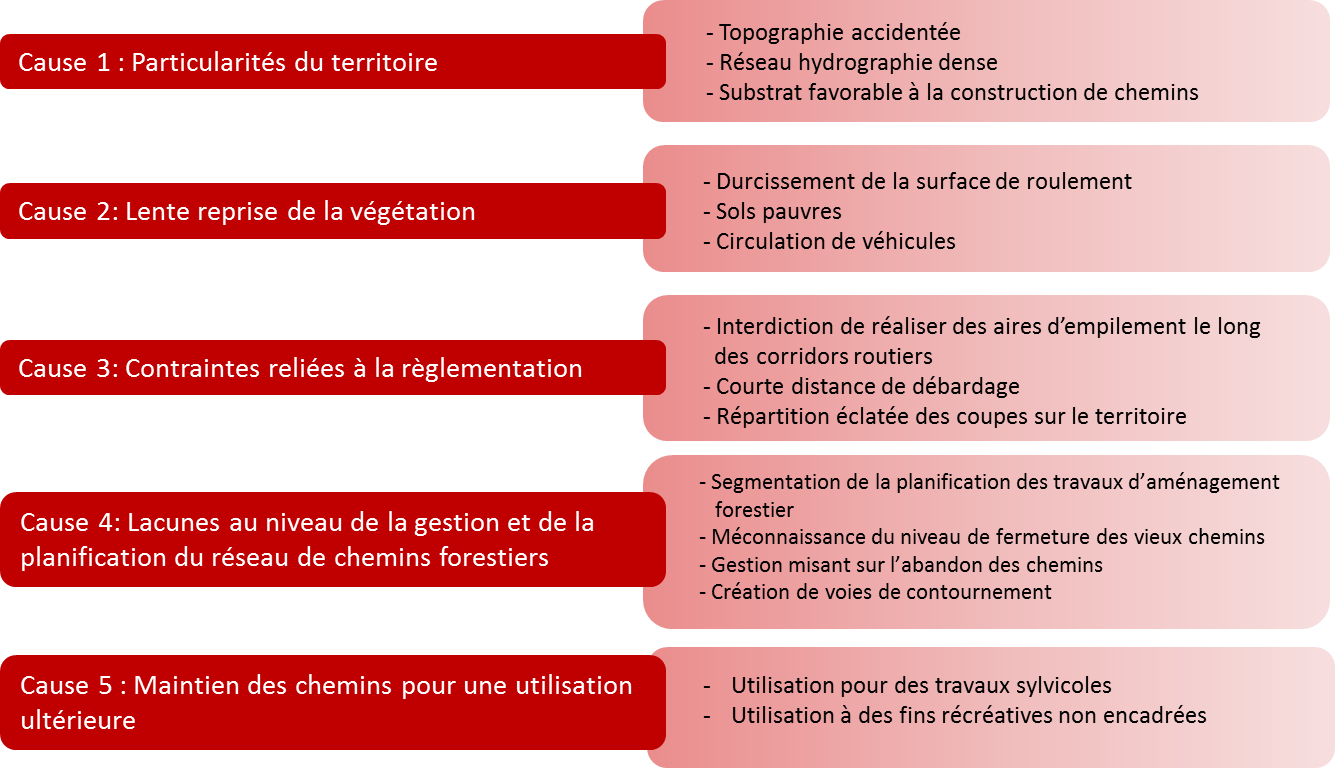 Cause 1 : Particularités du territoire
- Topographie accidentée
- Réseau hydrographie dense
- Substrat favorable à la construction de chemins
Cause 2: Lente reprise de la végétation
- Durcissement de la surface de roulement
- Sols pauvres
- Circulation de véhicules
Cause 3: Contraintes reliées à la règlementation
- Interdiction de réaliser des aires d’empilement le long
des corridors routiers
- Courte distance de débardage
- Répartition éclatée des coupes sur le territoire
Cause 4: Lacunes au niveau de la gestion et de la
planification du réseau de chemins forestiers
- Segmentation de la planification des travaux d’aménagement
forestier
- Méconnaissance du niveau de fermeture des vieux chemins
- Gestion misant sur l’abandon des chemins
- Création de voies de contournement
Cause 5 : Maintien des chemins pour une utilisation
ultérieure
- Utilisation pour des travaux sylvicoles
- Utilisation à des fins récréatives non encadrées